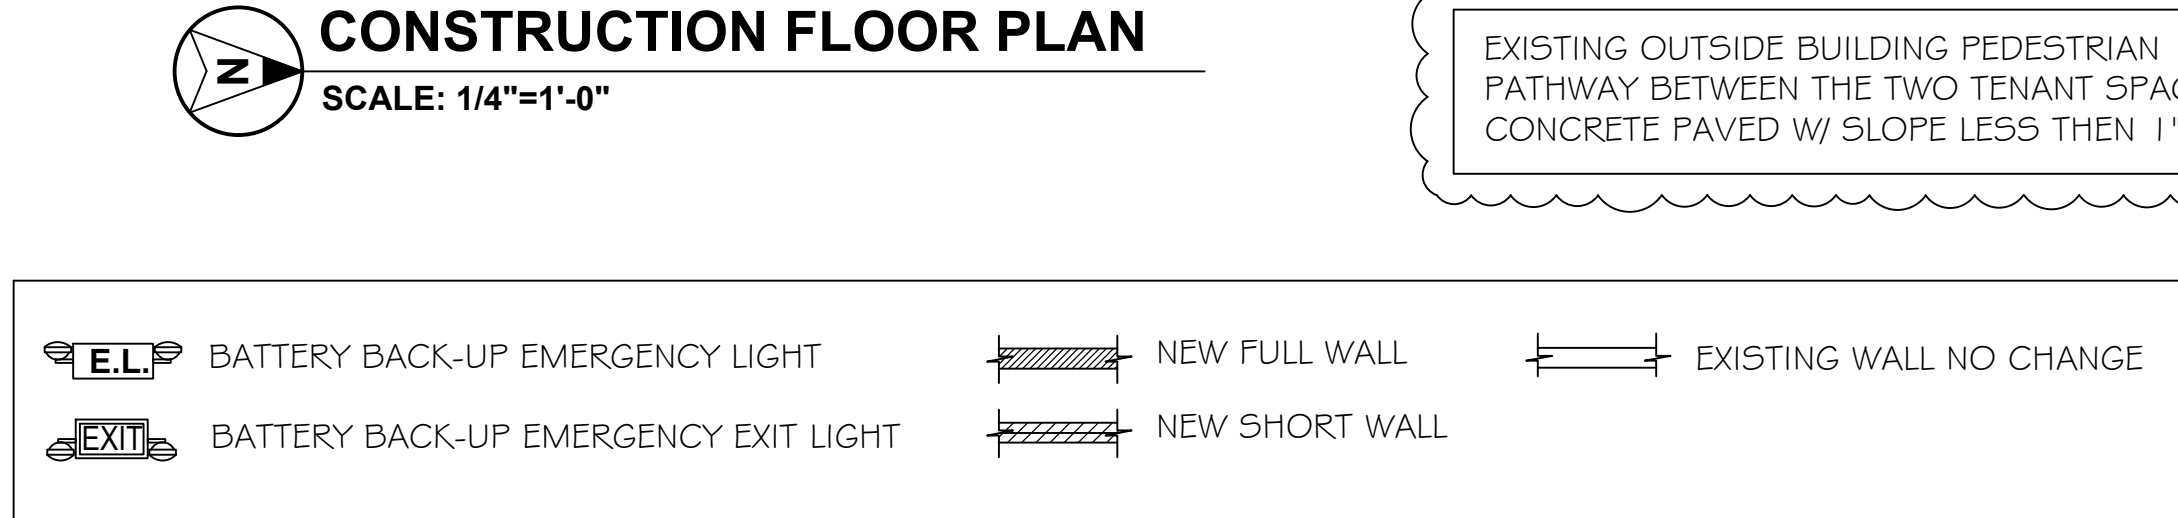 CONSTRUCTION FLOOR PLAN
N
SCALE: 1/4"=1'-0"
EXISTING OUTSIDE BUILDING PEDESTRIAN
PATHWAY BETWEEN THE TWO TENANT
CONCRETE PAVED W/ SLOPE LESS THEN 1"
E.L. BATTERY BACK-UP EMERGENCY LIGHT
NEW FULL WALL
EXISTING WALL NO CHANGE
EXIT BATTERY BACK-UP EMERGENCY EXIT LIGHT
NEW SHORT WALL